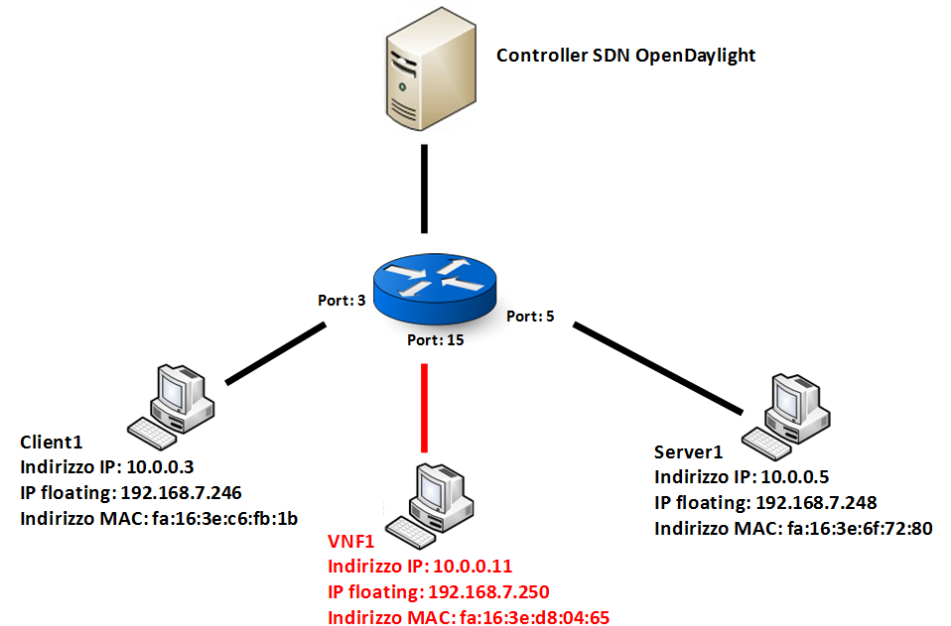 Controller SDN OpenDaylight
Port: 3
Port: 5
Port: 15
Client1
Indirizzo IP: 10.0.0.3
IP floating: 192.168.7.246
Indirizzo MAC: fa:16:3e:c6:fb:1b
Server1
Indirizzo IP: 10.0.0.5
IP floating: 192.168.7.248
Indirizzo MAC: fa:16:3e:6f:72:80
VNF1
Indirizzo IP: 10.0.0.11
IP floating: 192.168.7.250
Indirizzo MAC: fa:16:3e:d8:04:65